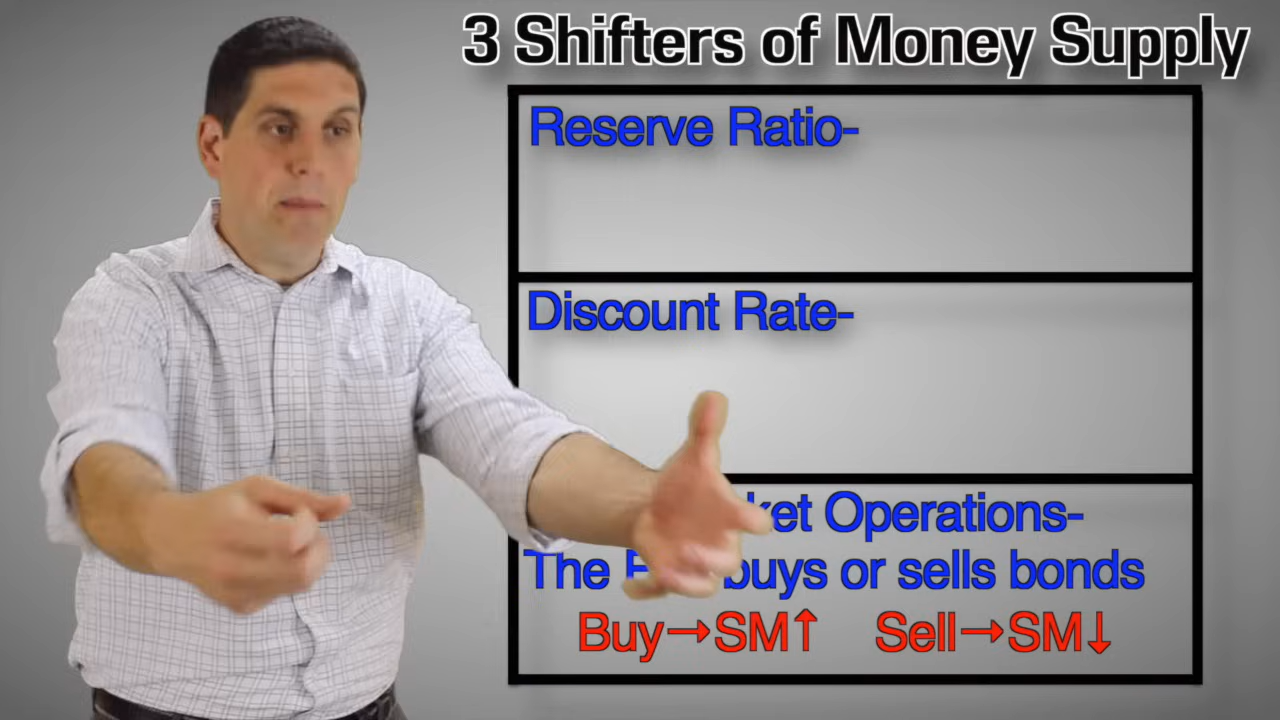 3 Shifters of Money Supply
Reserve Ratio-
Discount Rate-
Operations-
The buys or sells bonds
Buy→SM↑ Sell→SM↓